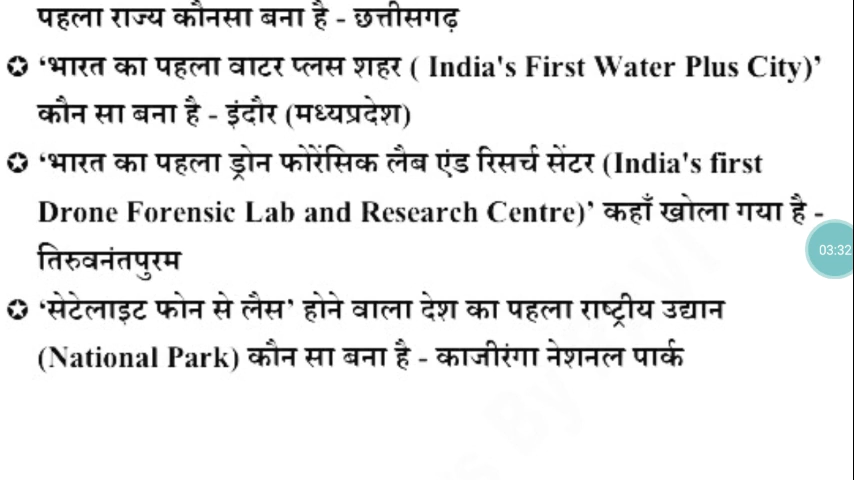 पहला राज्य कौनसा बना है - छत्तीसगढ़
✪ ‘भारत का पहला वाटर प्लस शहर ( India's First Water Plus City)’
कौन सा बना है - इंदौर (मध्यप्रदेश)
✪ ‘भारत का पहला ड्रोन फोरेंसिक लैब एंड रिसर्च सेंटर (India's first
Drone Forensic Lab and Research Centre)’ कहाँ खोला गया है -
तिरुवनंतपुरम
03:32
✪ ‘सेटेलाइट फोन से लैस’ होने वाला देश का पहला राष्ट्रीय उद्यान
(National Park) कौन सा बना है - काजीरंगा नेशनल पार्क